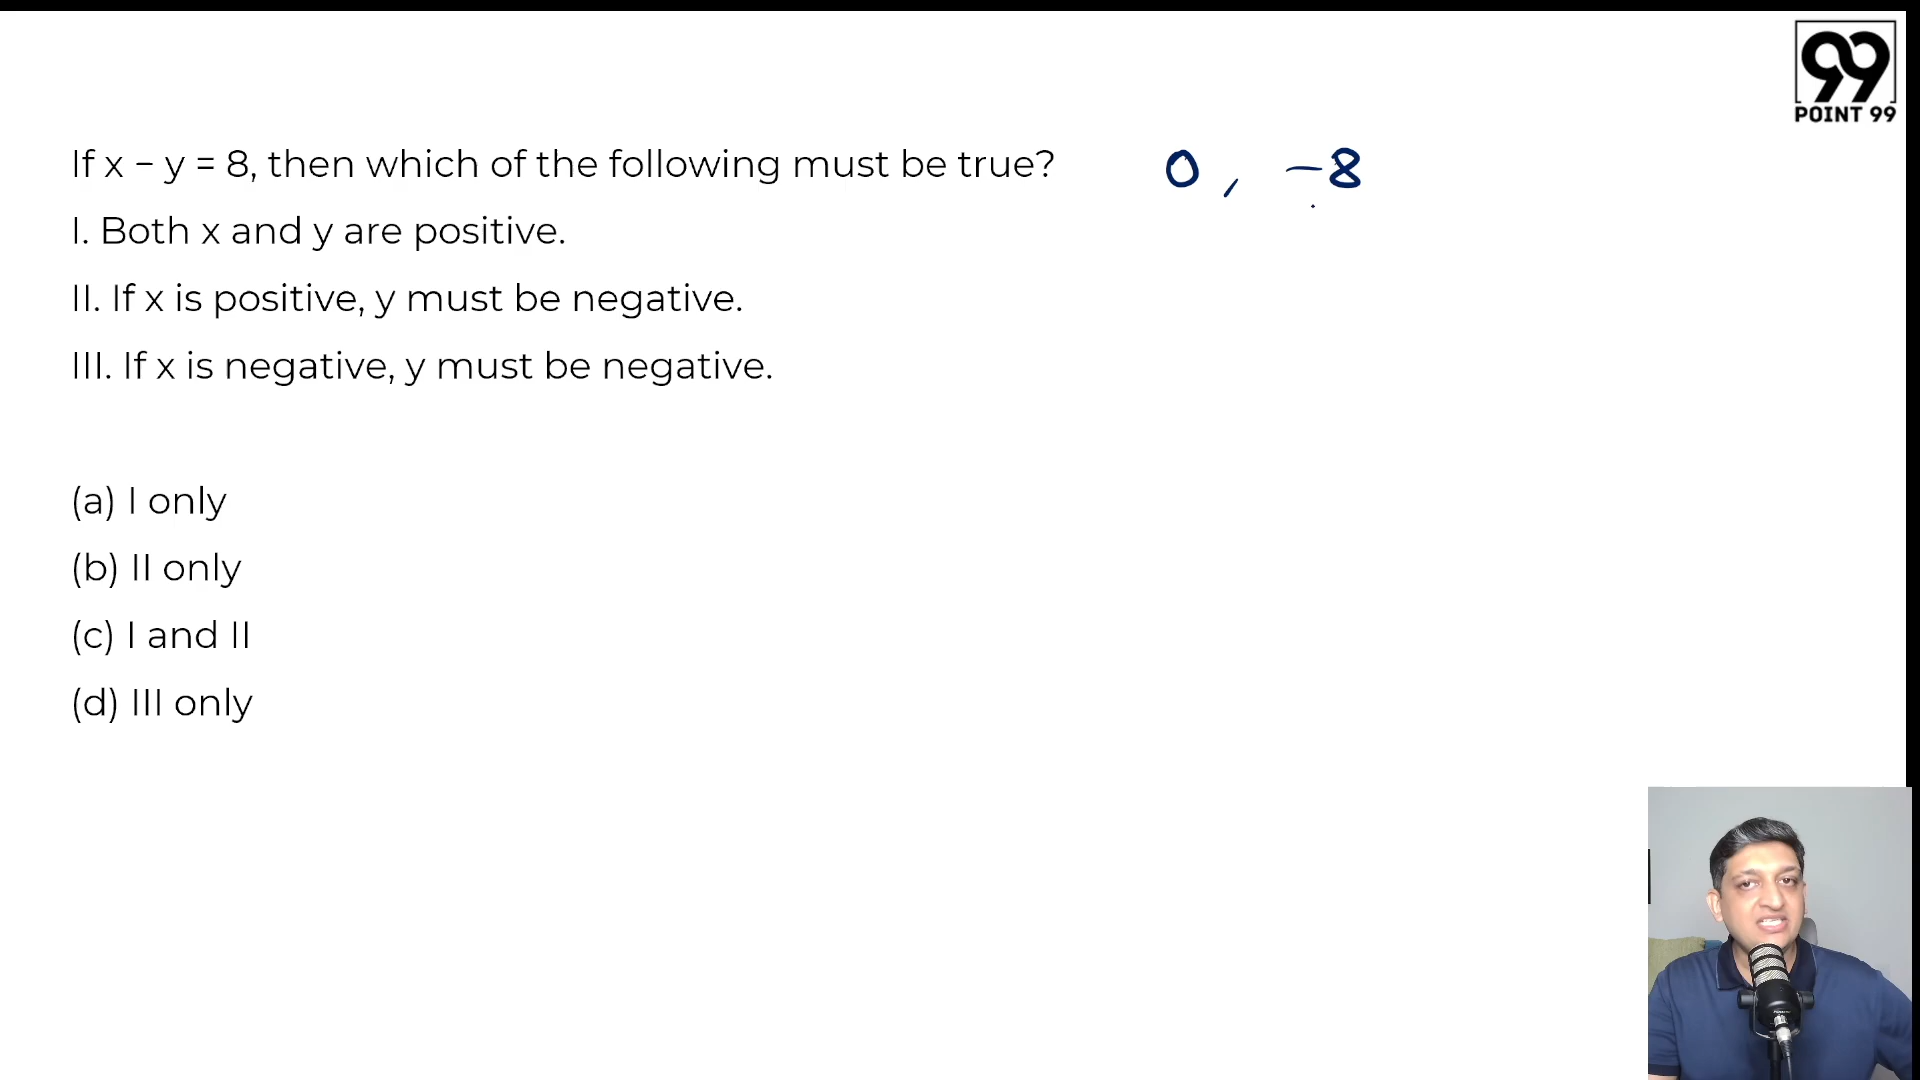 99
POINT 99
If x − y = 8, then which of the following must be true? 0, −8
I. Both x and y are positive.
II. If x is positive, y must be negative.
III. If x is negative, y must be negative.
(a) I only
(b) II only
(c) I and II
(d) III only